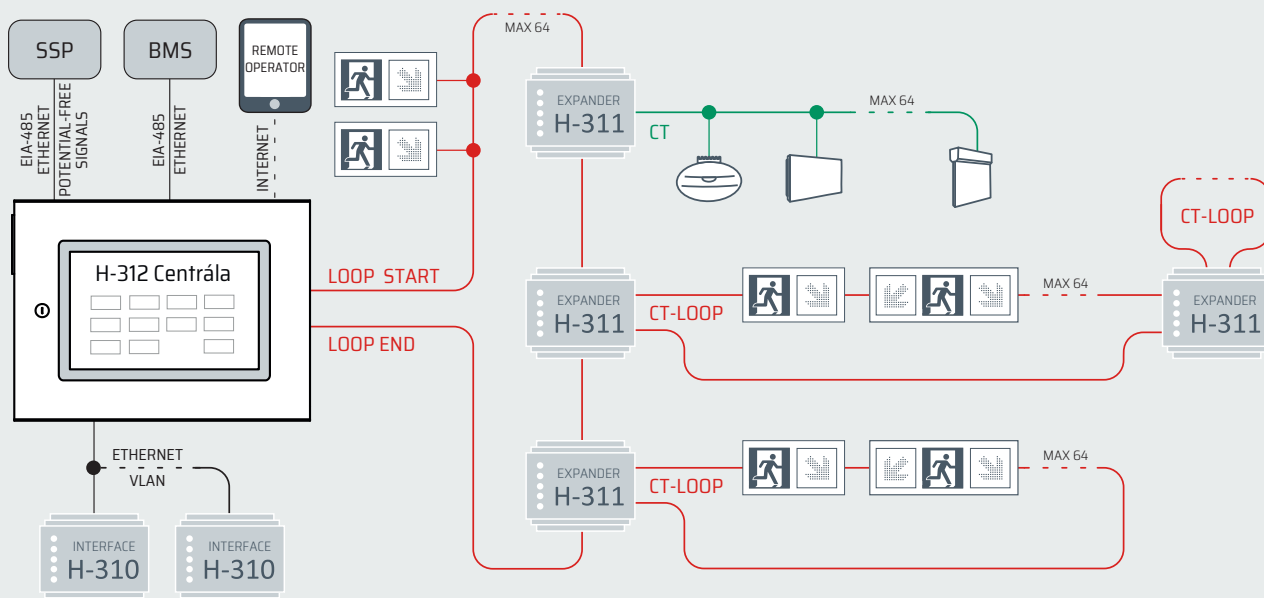 SSP
BMS
REMOTE
OPERATOR
EIA-485
ETHERNET
POTENTIAL-FREE
SIGNALS
EIA-485
ETHERNET
INTERNET
MAX 64
EXPANDER
H-311
CT
MAX 64
CT-LOOP
H-312 Centrála
LOOP START
LOOP END
EXPANDER
H-311
CT-LOOP
MAX 64
EXPANDER
H-311
ETHERNET
VLAN
EXPANDER
H-311
CT-LOOP
MAX 64
INTERFACE
H-310
INTERFACE
H-310